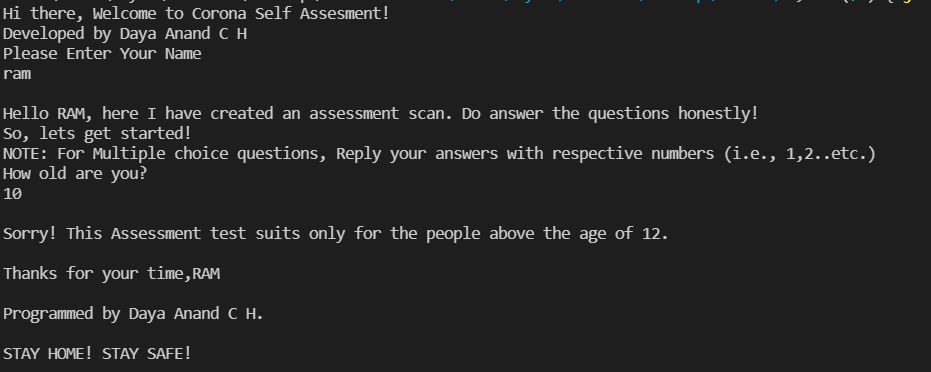 Hi there, Welcome to Corona Self Assesment!
Developed by Daya Anand C H
Please Enter Your Name
ram
Hello RAM, here I have created an assessment scan. Do answer the questions honestly!
So, lets get started!
NOTE: For Multiple choice questions, Reply your answers with respective numbers (i.e., 1,2..etc.)
How old are you?
10
Sorry! This Assessment test suits only for the people above the age of 12.
Thanks for your time,RAM
Programmed by Daya Anand C H.
STAY HOME! STAY SAFE!